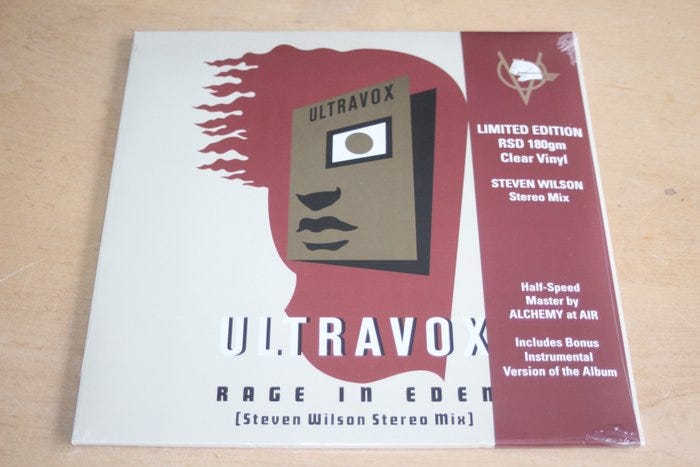 ULTRAVOX
ULTRAVOX
RAGE IN EDEN
[Steven Wilson Stereo Mix]
LIMITED EDITION
RSD 180gm
Clear Vinyl
STEVEN WILSON
Stereo Mix
Half-Speed
Master by
ALCHEMY at AIR
Includes Bonus
Instrumental
Version of the Album